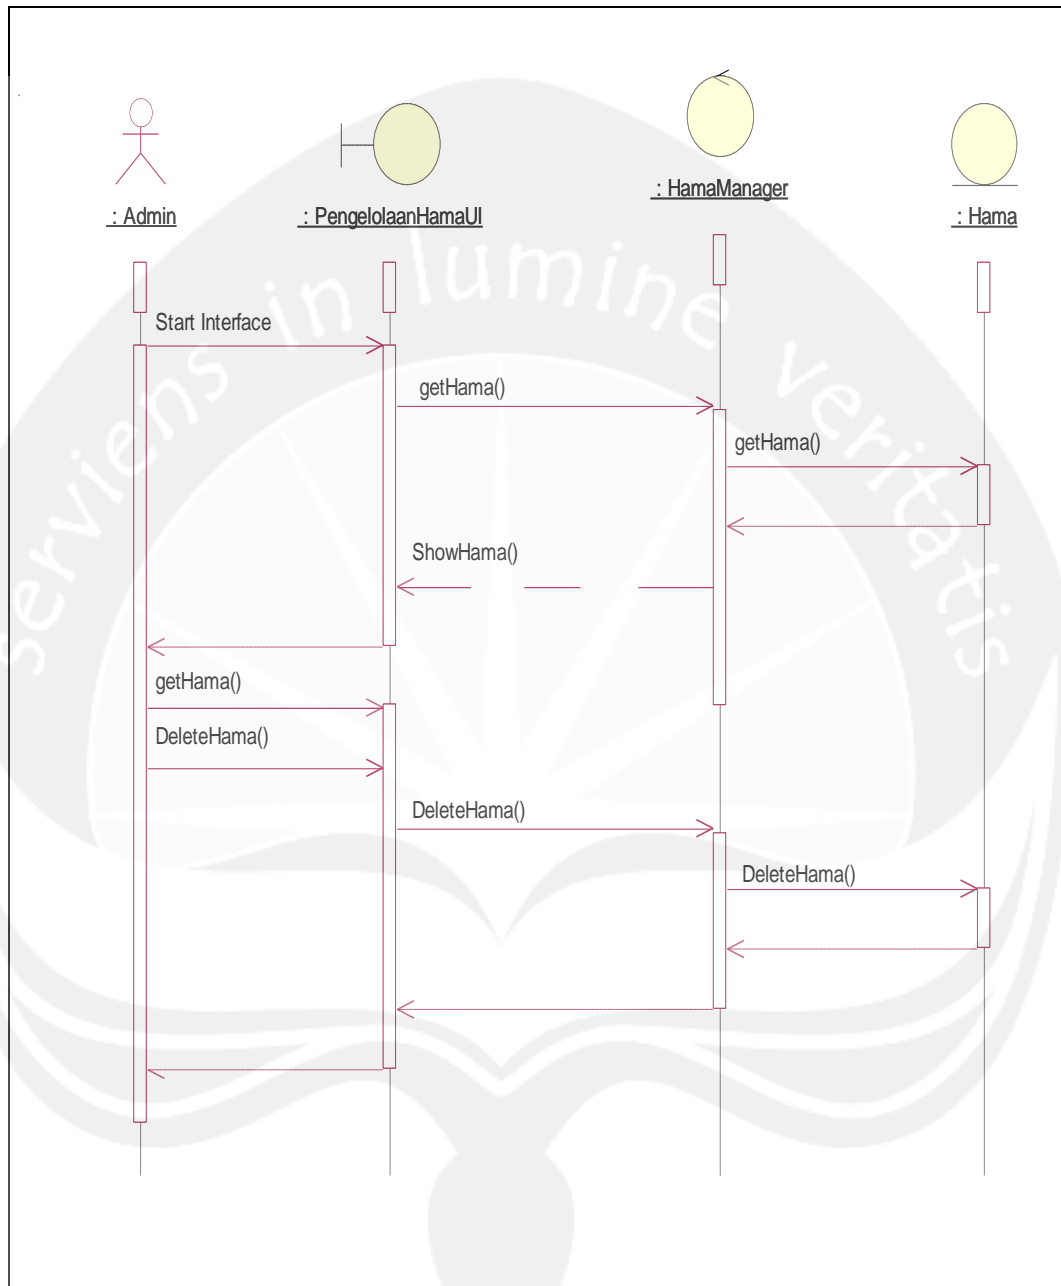 : HamaManager
: Admin
: PengelolaanHamaUI
: Hama
serviens in lumine veritatis
Start Interface
getHama()
getHama()
ShowHama()
getHama()
DeleteHama()
DeleteHama()
DeleteHama()